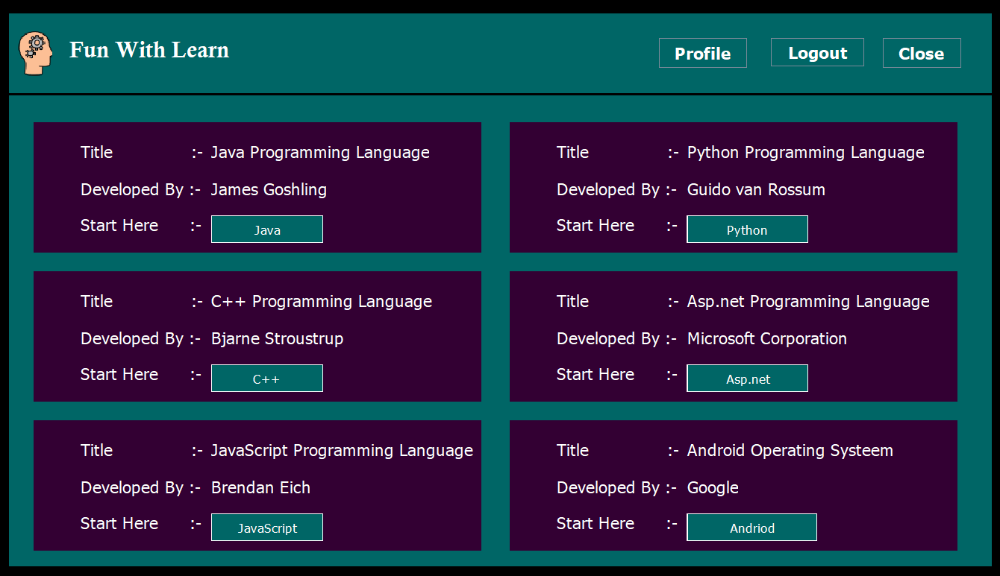 Fun With Learn
Profile
Logout
Close
Title :- Java Programming Language
Developed By :- James Goshling
Start Here :- Java
Title :- Python Programming Language
Developed By :- Guido van Rossum
Start Here :- Python
Title :- C++ Programming Language
Developed By :- Bjarne Stroustrup
Start Here :- C++
Title :- Asp.net Programming Language
Developed By :- Microsoft Corporation
Start Here :- Asp.net
Title :- JavaScript Programming Language
Developed By :- Brendan Eich
Start Here :- JavaScript
Title :- Android Operating Systeem
Developed By :- Google
Start Here :- Andriod